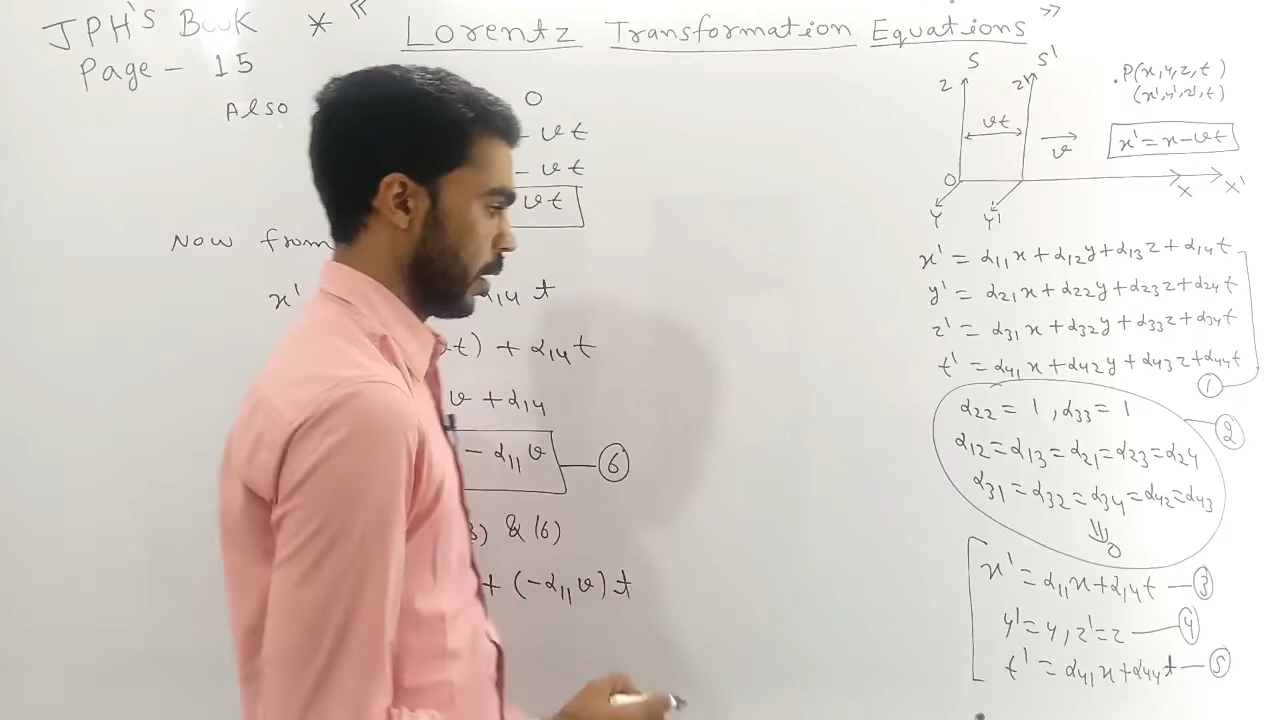 JPH's Book * " Lorentz Transformation Equations "
Page - 15
Also
0
- vt
- vt
vt
Now from
x'
α14 t
t) + α14 t
v + α14
- α11 v — ⑥
) & (6)
+ (-α11 v) t
S S'
Z Z'
vt
v
O
X X'
Y Y'
.P(x,y,z,t)
(x',y',z',t)
x' = x - vt
x' = α11 x + α12 y + α13 z + α14 t
y' = α21 x + α22 y + α23 z + α24 t
z' = α31 x + α32 y + α33 z + α34 t
t' = α41 x + α42 y + α43 z + α44 t
①
α22 = 1 , α33 = 1
②
α12 = α13 = α21 = α23 = α24
α31 = α32 = α34 = α42 = α43
⇓
0
x' = α11 x + α14 t — ③
y' = y , z' = z — ④
t' = α41 x + α44 t — ⑤